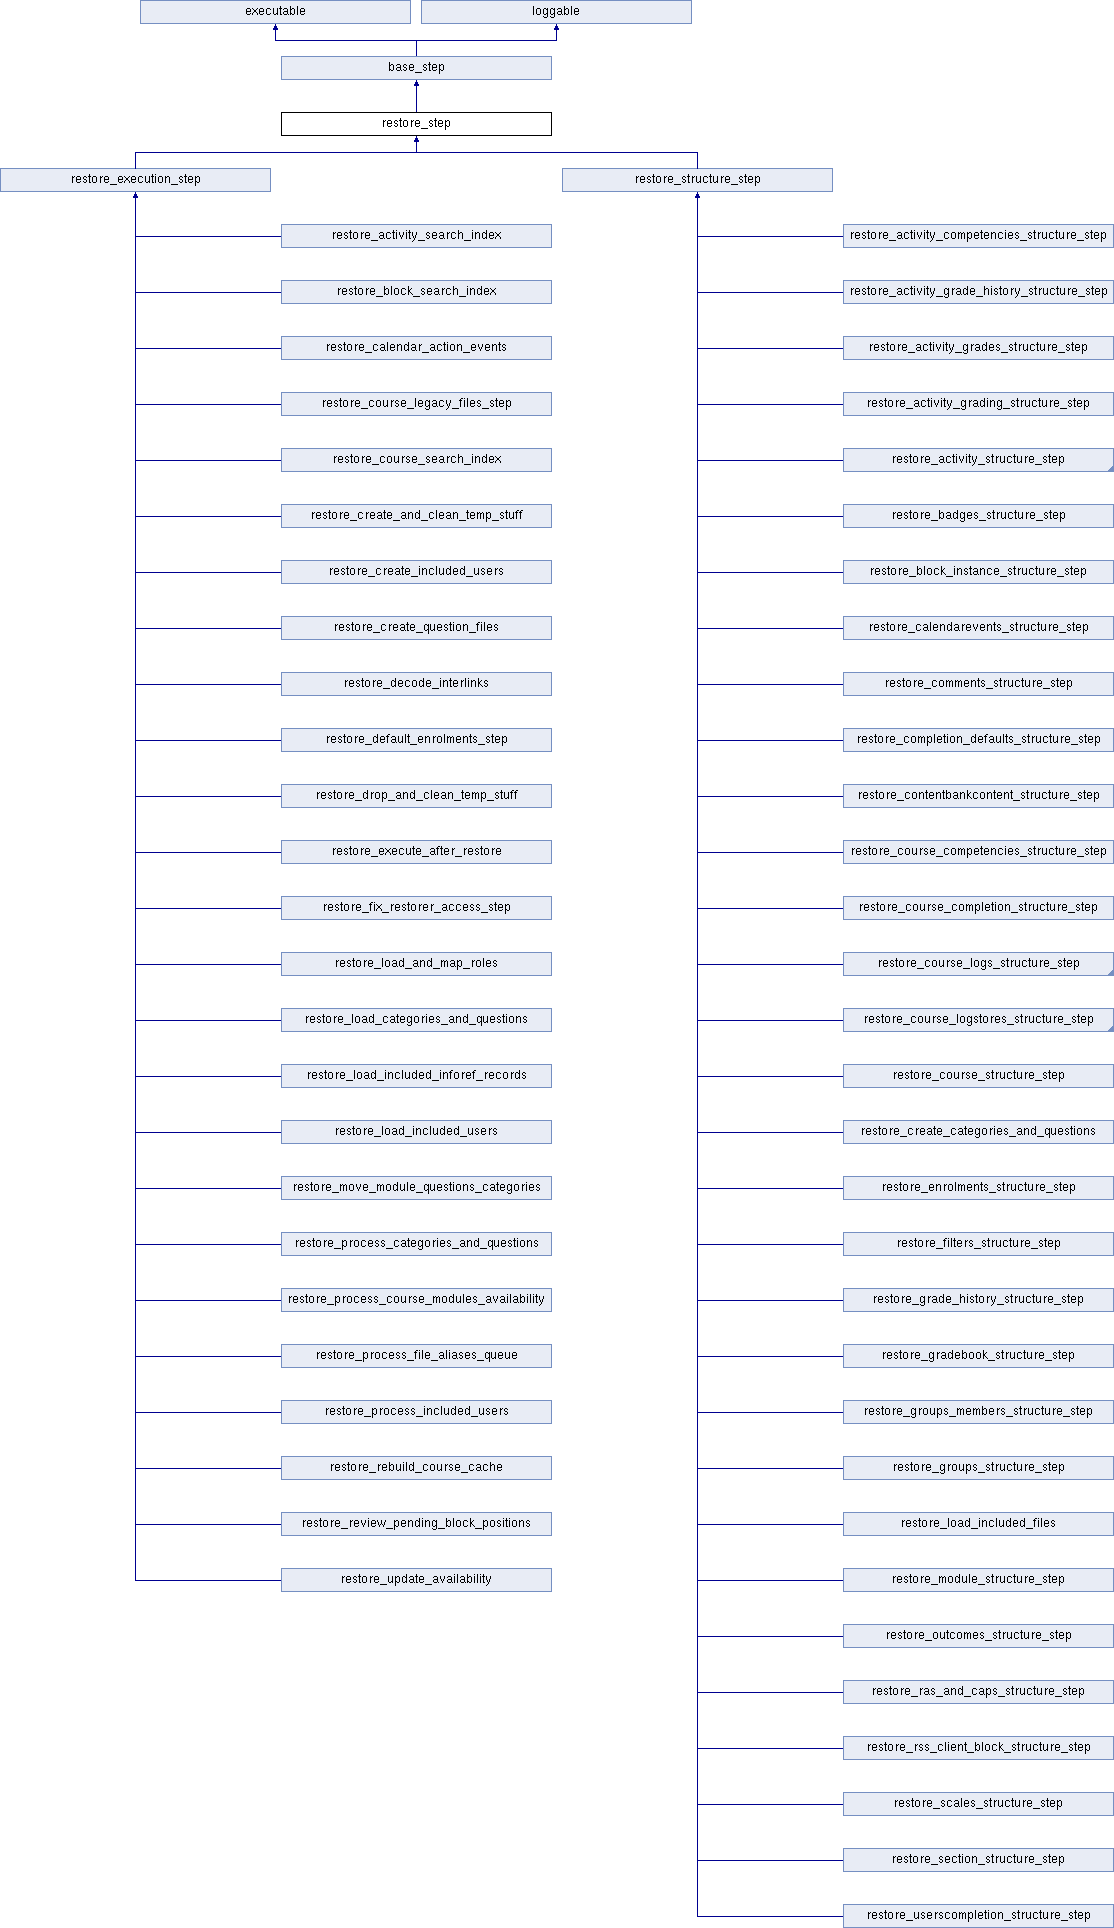 executable
loggable
base_step
restore_step
restore_execution_step
restore_structure_step
restore_activity_search_index
restore_block_search_index
restore_calendar_action_events
restore_course_legacy_files_step
restore_course_search_index
restore_create_and_clean_temp_stuff
restore_create_included_users
restore_create_question_files
restore_decode_interlinks
restore_default_enrolments_step
restore_drop_and_clean_temp_stuff
restore_execute_after_restore
restore_fix_restorer_access_step
restore_load_and_map_roles
restore_load_categories_and_questions
restore_load_included_inforef_records
restore_load_included_users
restore_move_module_questions_categories
restore_process_categories_and_questions
restore_process_course_modules_availability
restore_process_file_aliases_queue
restore_process_included_users
restore_rebuild_course_cache
restore_review_pending_block_positions
restore_update_availability
restore_activity_competencies_structure_step
restore_activity_grade_history_structure_step
restore_activity_grades_structure_step
restore_activity_grading_structure_step
restore_activity_structure_step
restore_badges_structure_step
restore_block_instance_structure_step
restore_calendarevents_structure_step
restore_comments_structure_step
restore_completion_defaults_structure_step
restore_contentbankcontent_structure_step
restore_course_competencies_structure_step
restore_course_completion_structure_step
restore_course_logs_structure_step
restore_course_logstores_structure_step
restore_course_structure_step
restore_create_categories_and_questions
restore_enrolments_structure_step
restore_filters_structure_step
restore_grade_history_structure_step
restore_gradebook_structure_step
restore_groups_members_structure_step
restore_groups_structure_step
restore_load_included_files
restore_module_structure_step
restore_outcomes_structure_step
restore_ras_and_caps_structure_step
restore_rss_client_block_structure_step
restore_scales_structure_step
restore_section_structure_step
restore_userscompletion_structure_step